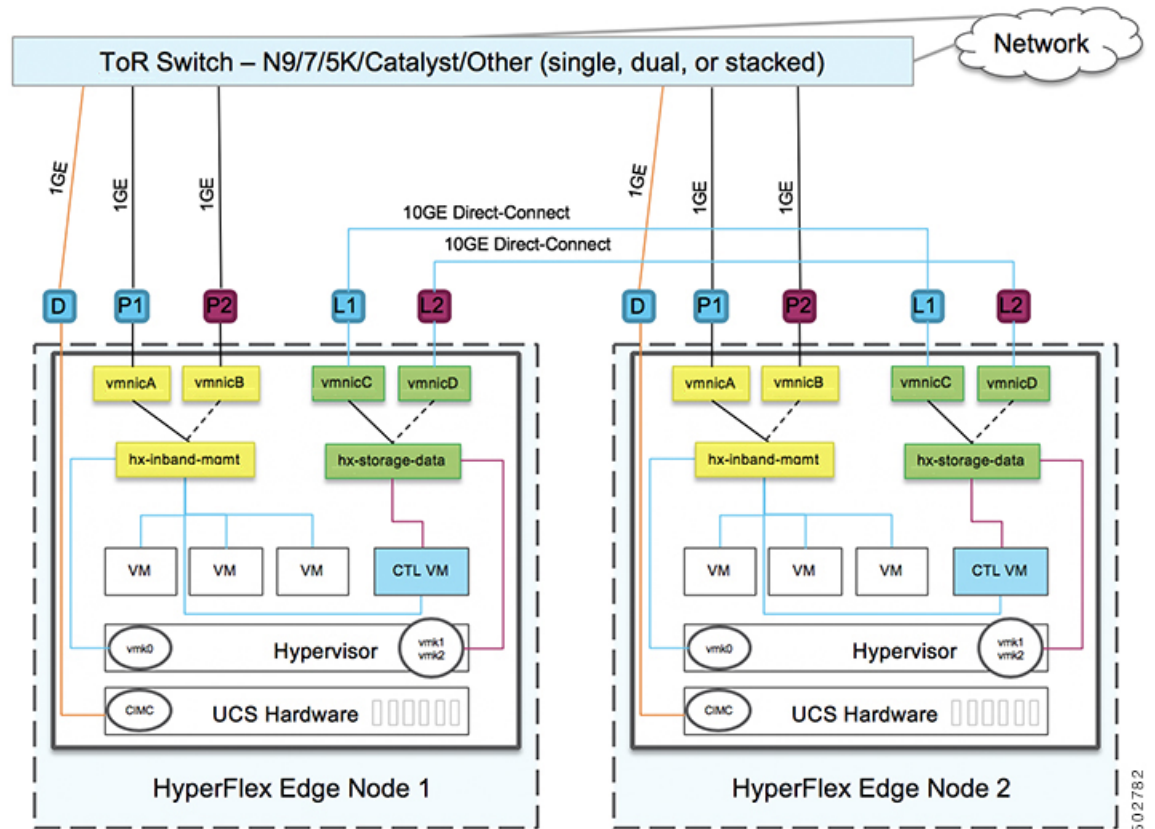 Network
ToR Switch – N9/7/5K/Catalyst/Other (single, dual, or stacked)
1GE
1GE
1GE
1GE
1GE
1GE
10GE Direct-Connect
10GE Direct-Connect
D
P1
P2
L1
L2
D
P1
P2
L1
L2
vmnicA
vmnicB
vmnicC
vmnicD
vmnicA
vmnicB
vmnicC
vmnicD
hx-inband-mgmt
hx-storage-data
hx-inband-mgmt
hx-storage-data
VM
VM
VM
CTL VM
VM
VM
VM
CTL VM
vmk0
Hypervisor
vmk1
vmk2
vmk0
Hypervisor
vmk1
vmk2
CIMC
UCS Hardware
CIMC
UCS Hardware
HyperFlex Edge Node 1
HyperFlex Edge Node 2
502782